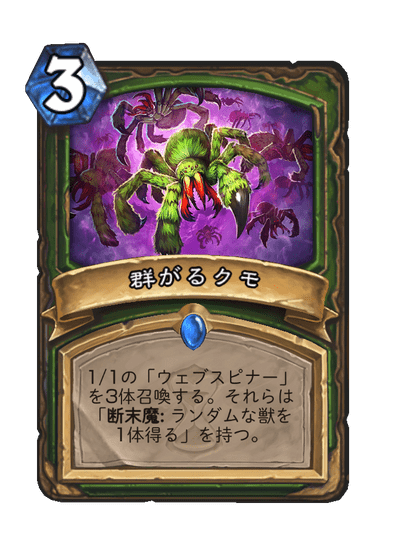 3
群がるクモ
1/1の「ウェブスピナー」
を3体召喚する。それらは
「断末魔: ランダムな獣を
1体得る」を持つ。